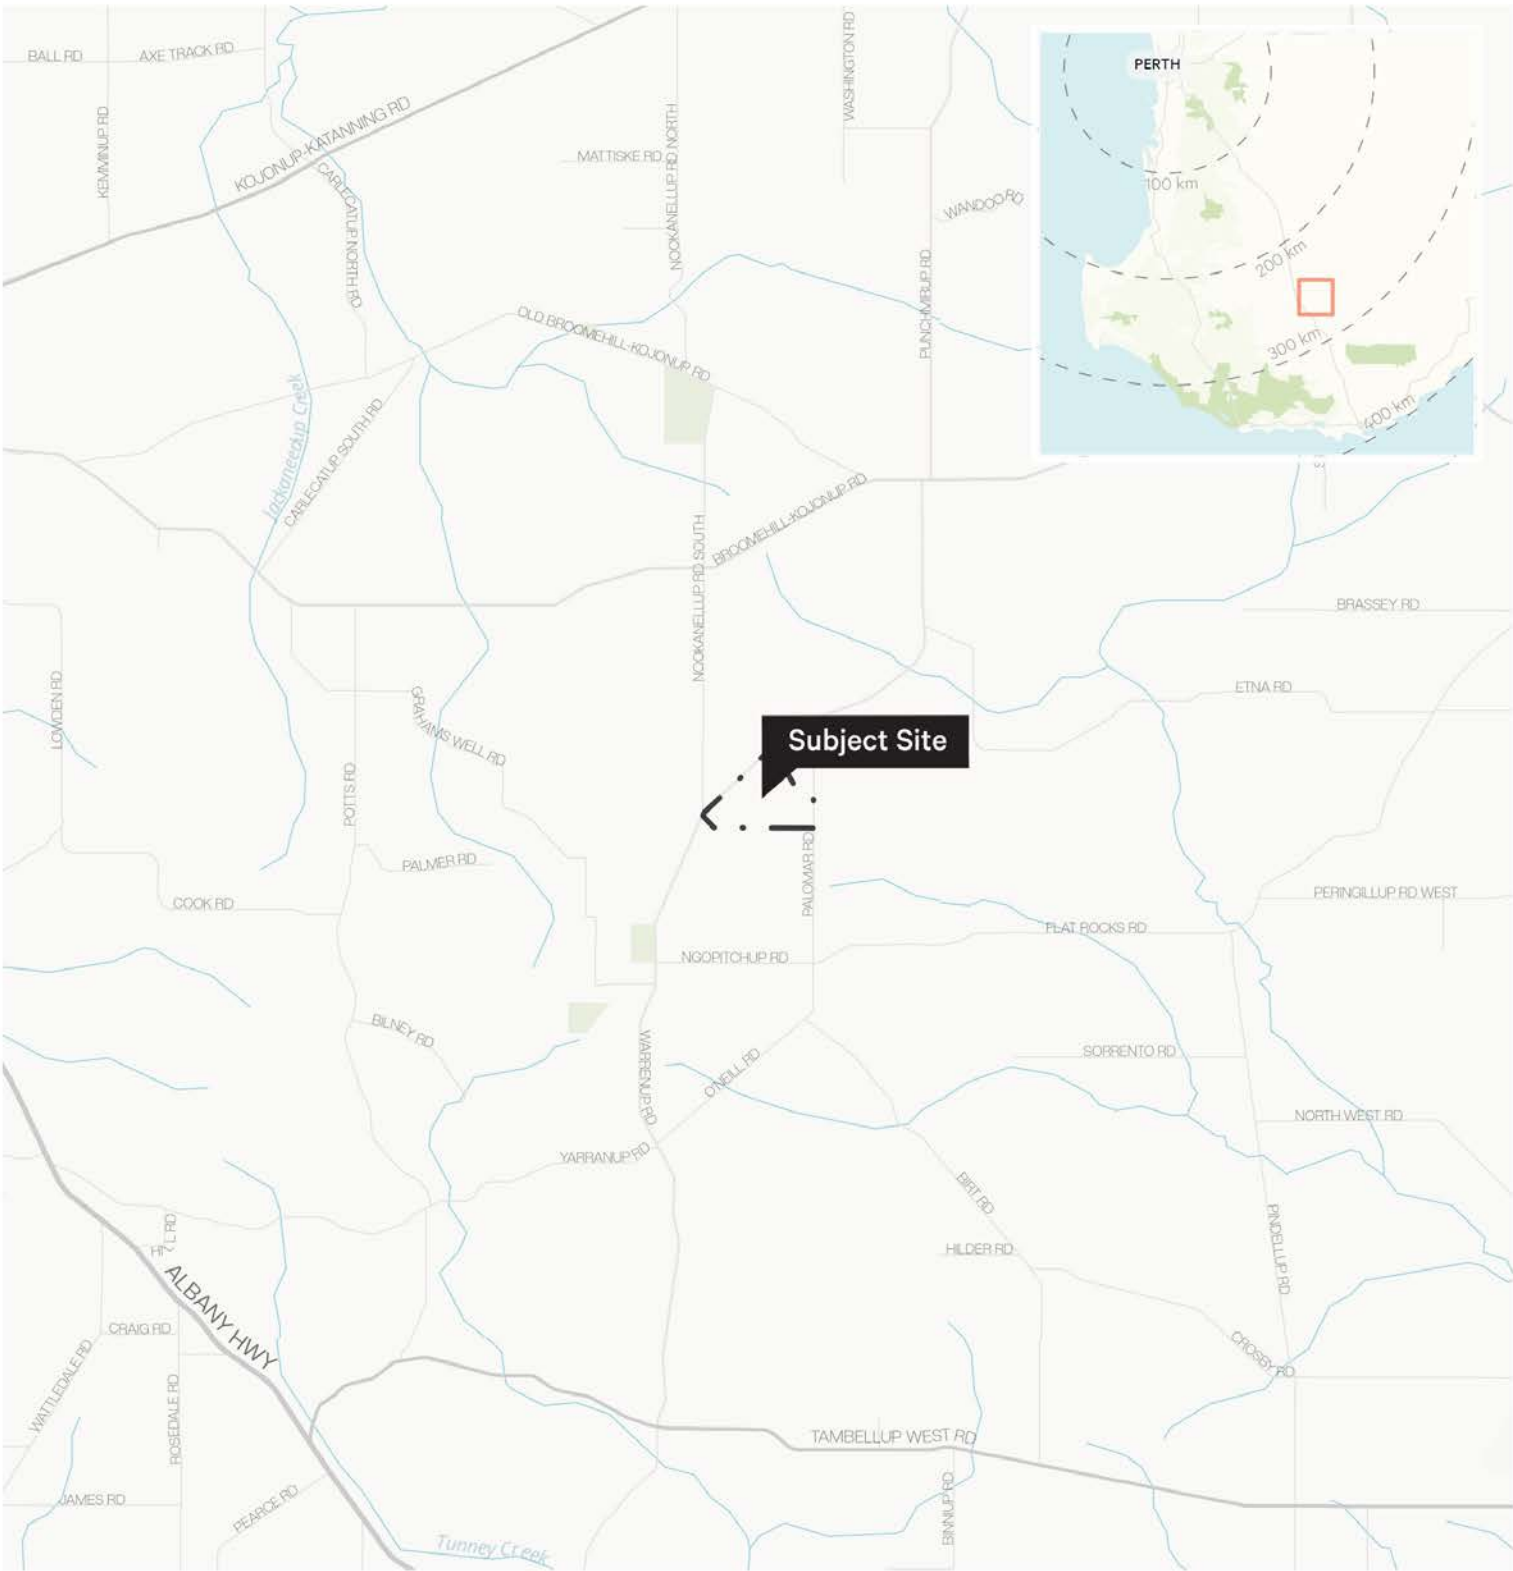 BALL RD
AXE TRACK RD
KEMMINUP RD
KOJONUP-KATANNING RD
CARLECATUP NORTH RD
MATTISKE RD
NOOKANELLUP RD NORTH
WASHINGTON RD
WANDOO RD
PUNCHMIRUP RD
PERTH
100 km
200 km
300 km
400 km
OLD BROOMEHILL-KOJONUP RD
Jackaneedup Creek
CARLECATUP SOUTH RD
BROOMEHILL-KOJONUP RD
NOOKANELLUP RD SOUTH
BRASSEY RD
ETNA RD
LOWDEN RD
GRAHAMS WELL RD
POTTS RD
Subject Site
PALMER RD
PALOMAR RD
COOK RD
PERINGILLUP RD WEST
FLAT ROCKS RD
NGOPITCHUP RD
BILNEY RD
WARRENUP RD
O'NEILL RD
SORRENTO RD
NORTH WEST RD
YARRANUP RD
BIRT RD
PINDELLUP RD
HILDER RD
ALBANY HWY
CRAIG RD
WATTLEDALE RD
ROSEDALE RD
CROSBY RD
TAMBELLUP WEST RD
BINNUP RD
JAMES RD
PEARCE RD
Tunney Creek